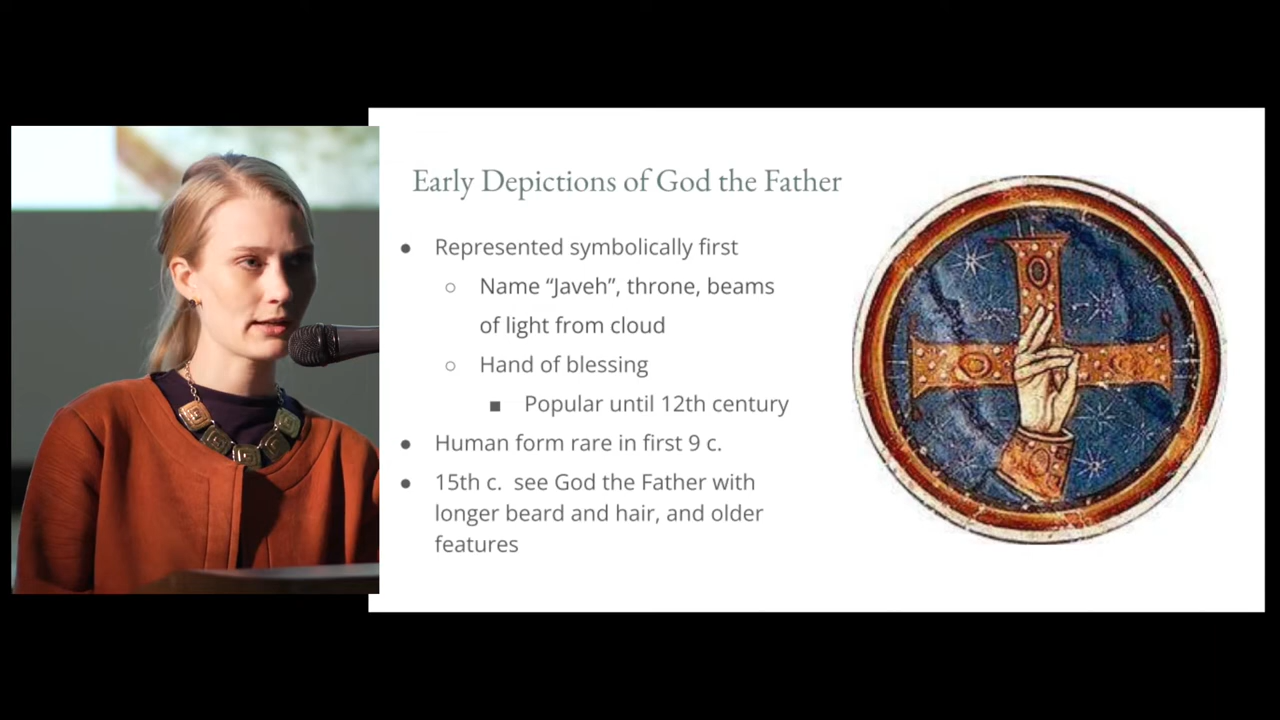 Early Depictions of God the Father
● Represented symbolically first
○ Name “Javeh”, throne, beams
of light from cloud
○ Hand of blessing
■ Popular until 12th century
● Human form rare in first 9 c.
● 15th c. see God the Father with
longer beard and hair, and older
features